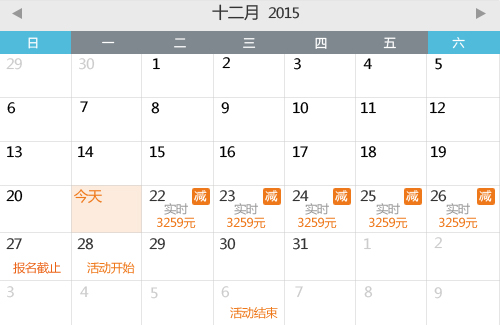 十二月 2015
日 一 二 三 四 五 六
29 30 1 2 3 4 5
6 7 8 9 10 11 12
13 14 15 16 17 18 19
20 今天 22 减 23 减 24 减 25 减 26 减
实时 实时 实时 实时 实时
3259元 3259元 3259元 3259元 3259元
27 28 29 30 31 1 2
报名截止 活动开始
3 4 5 6 7 8 9
活动结束